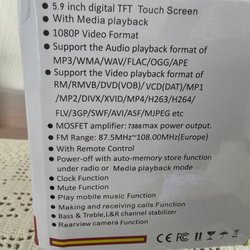 • 5.9 inch digital TFT Touch Screen
• With Media playback
• 1080P Video Format
• Support the Audio playback format of
MP3/WMA/WAV/FLAC/OGG/APE
• Support the Video playback format of
RM/RMVB/DVD(VOB)/ VCD(DAT)/MP1
/MP2/DIVX/XVID/MP4/H263/H264/
FLV/3GP/SWF/AVI/ASF/MJPEG etc
• MOSFET amplifier: 7388 max power output.
• FM Range: 87.5MHz~108.00MHz(Europe)
• With Remote Control
• Power-off with auto-memory store function
under radio or Media playback mode
• Clock Function
• Mute Function
• Play mobile music Function
• Making and receiving calls Function
• Bass & Treble,L&R channel stabilizer
• Rearview camera Function
CE